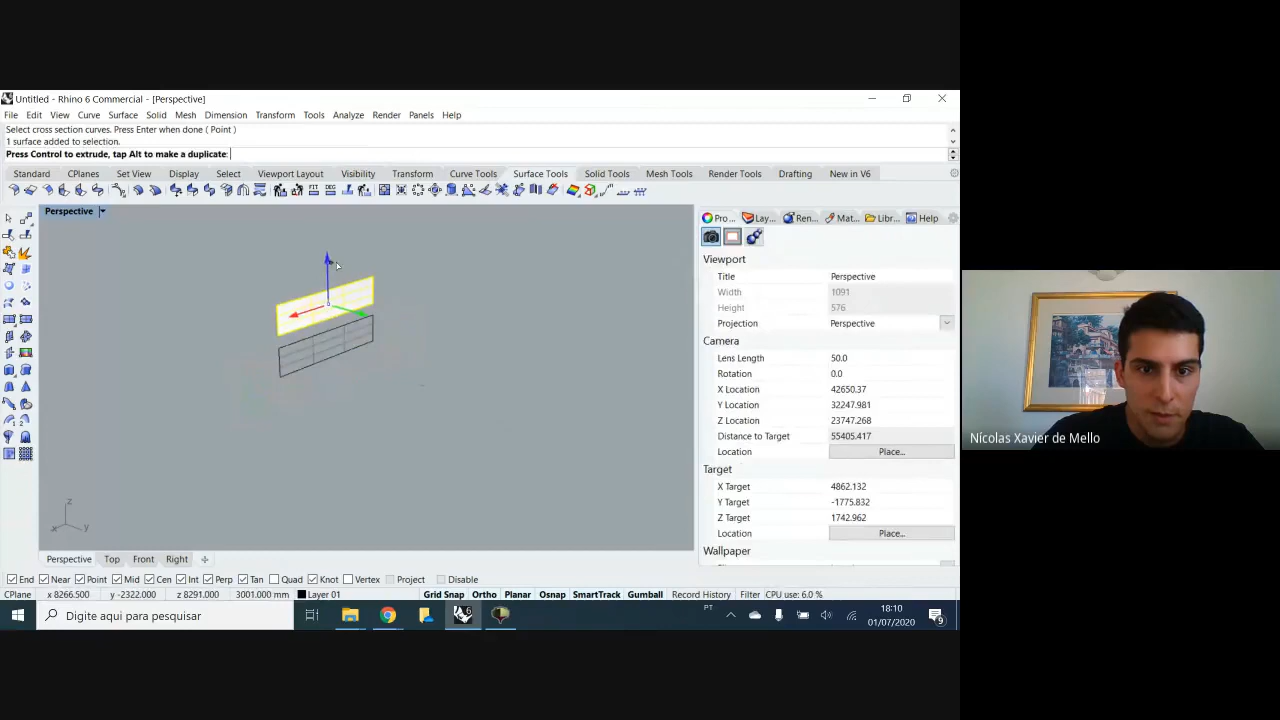 Untitled - Rhino 6 Commercial - [Perspective]
File Edit View Curve Surface Solid Mesh Dimension Transform Tools Analyze Render Panels Help
Select cross section curves. Press Enter when done ( Point )
1 surface added to selection.
Press Control to extrude, tap Alt to make a duplicate:
Standard CPlanes Set View Display Select Viewport Layout Visibility Transform Curve Tools Surface Tools Solid Tools Mesh Tools Render Tools Drafting New in V6
Perspective
Pro... Lay... Ren... Mat... Libr... Help
Viewport
Title Perspective
Width 1091
Height 576
Projection Perspective
Camera
Lens Length 50.0
Rotation 0.0
X Location 42650.37
Y Location 32247.981
Z Location 23747.268
Distance to Target 55405.417
Location Place...
Target
X Target 4862.132
Y Target -1775.832
Z Target 1742.962
Location Place...
Wallpaper
z
x y
Perspective Top Front Right
End Near Point Mid Cen Int Perp Tan Quad Knot Vertex Project Disable
CPlane x 8266.500 y -2322.000 z 8291.000 3001.000 mm Layer 01 Grid Snap Ortho Planar Osnap SmartTrack Gumball Record History Filter CPU use: 6.0 %
Digite aqui para pesquisar
PT
18:10
01/07/2020
Nícolas Xavier de Mello